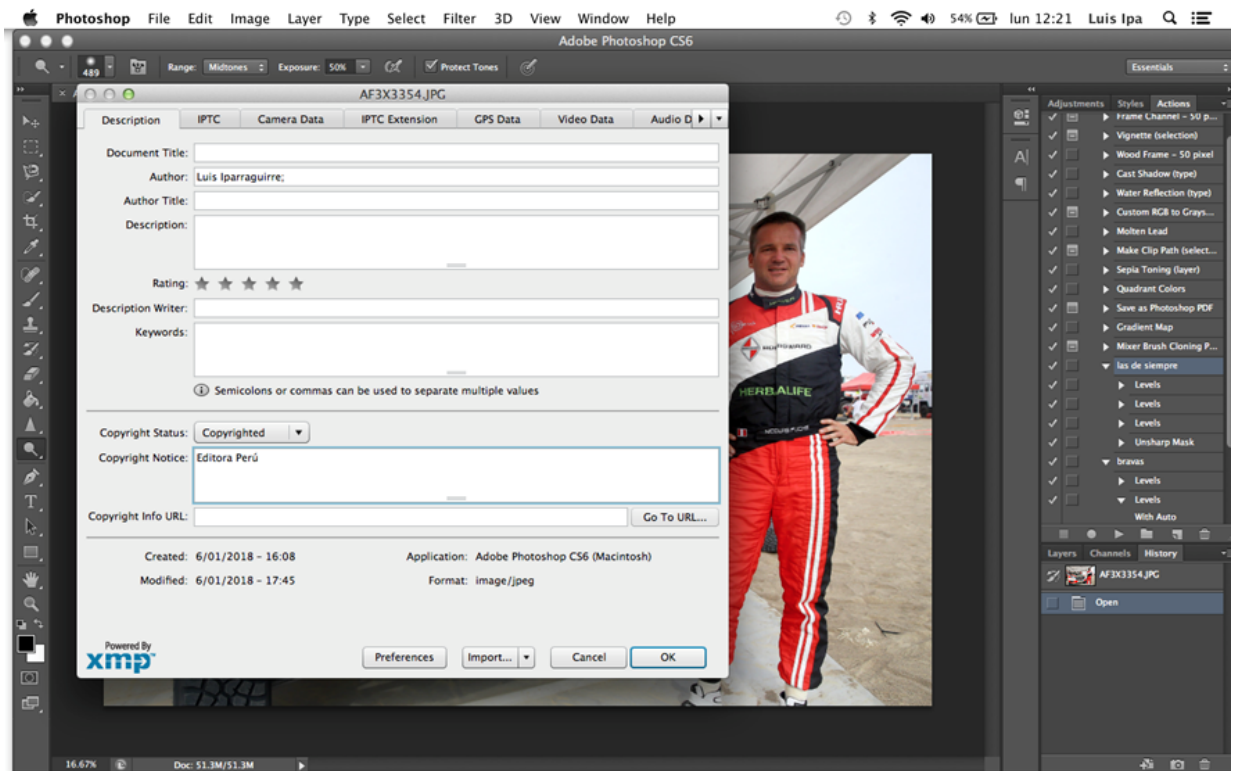 Photoshop File Edit Image Layer Type Select Filter 3D View Window Help 54% lun 12:21 Luis Ipa
Adobe Photoshop CS6
489 Range: Midtones Exposure: 50% Protect Tones Essentials
AF3X3354.JPG
Description IPTC Camera Data IPTC Extension GPS Data Video Data Audio D
Document Title:
Author: Luis Iparraguirre;
Author Title:
Description:
Rating:
Description Writer:
Keywords:
Semicolons or commas can be used to separate multiple values
Copyright Status: Copyrighted
Copyright Notice: Editora Perú
Copyright Info URL: Go To URL...
Created: 6/01/2018 - 16:08 Application: Adobe Photoshop CS6 (Macintosh)
Modified: 6/01/2018 - 17:45 Format: image/jpeg
Powered By
xmp
Preferences Import... Cancel OK
HERBALIFE
Adjustments Styles Actions
Frame Channel - 50 p...
Vignette (selection)
Wood Frame - 50 pixel
Cast Shadow (type)
Water Reflection (type)
Custom RGB to Grays...
Molten Lead
Make Clip Path (select...
Sepia Toning (layer)
Quadrant Colors
Save as Photoshop PDF
Gradient Map
Mixer Brush Cloning P...
las de siempre
Levels
Levels
Levels
Unsharp Mask
bravas
Levels
Levels
With Auto
Layers Channels History
AF3X3354.JPG
Open
16.67% Doc: 51.3M/51.3M